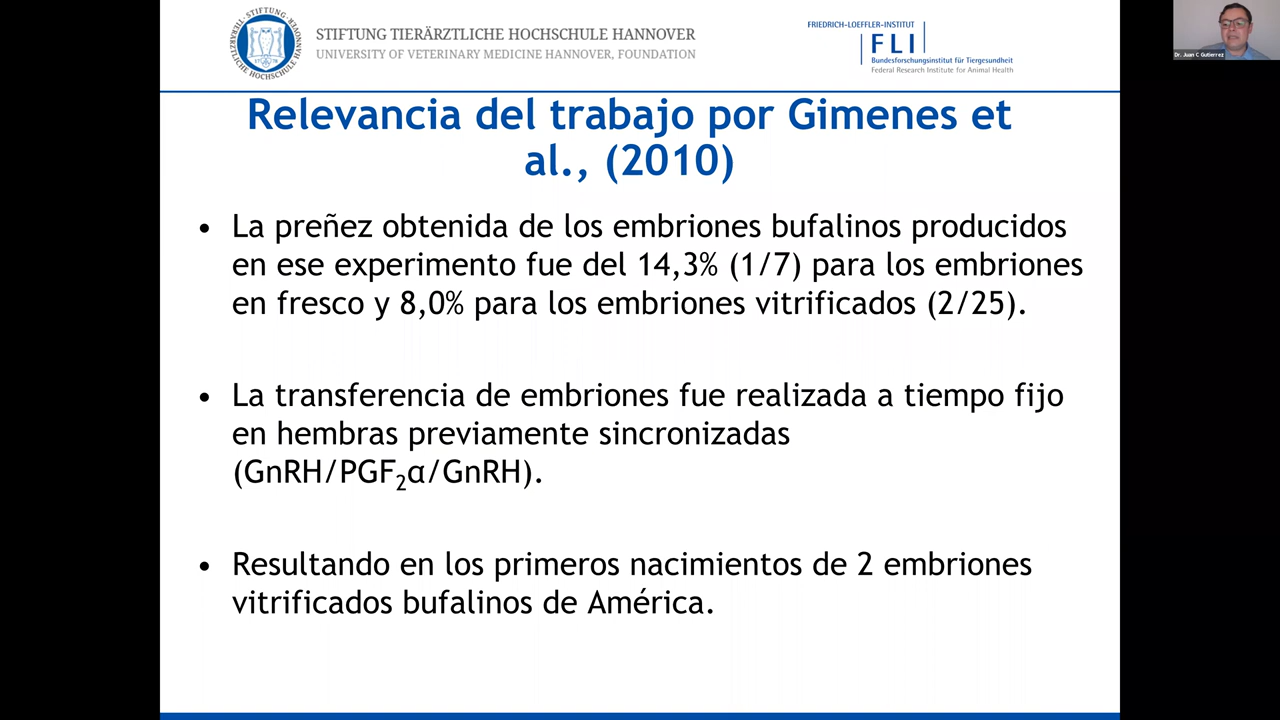 STIFTUNG TIERÄRZTLICHE HOCHSCHULE HANNOVER
UNIVERSITY OF VETERINARY MEDICINE HANNOVER, FOUNDATION
FRIEDRICH-LOEFFLER-INSTITUT
FLI
Bundesforschungsinstitut für Tiergesundheit
Federal Research Institute for Animal Health
Dr. Juan C Gutierrez
Relevancia del trabajo por Gimenes et
al., (2010)
• La preñez obtenida de los embriones bufalinos producidos
en ese experimento fue del 14,3% (1/7) para los embriones
en fresco y 8,0% para los embriones vitrificados (2/25).
• La transferencia de embriones fue realizada a tiempo fijo
en hembras previamente sincronizadas
(GnRH/PGF₂α/GnRH).
• Resultando en los primeros nacimientos de 2 embriones
vitrificados bufalinos de América.